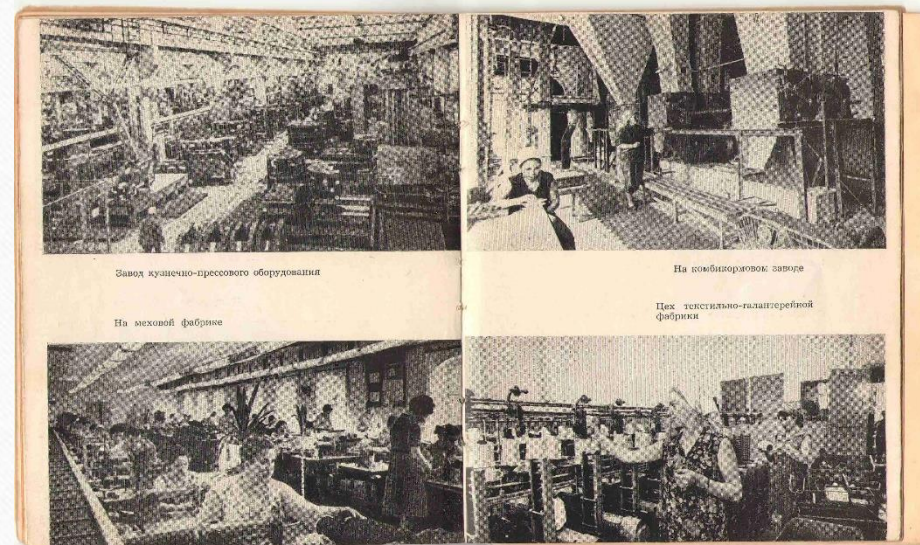 Завод кузнечно-прессового оборудования
На меховой фабрике
На комбикормовом заводе
Цех текстильно-галантерейной
фабрики